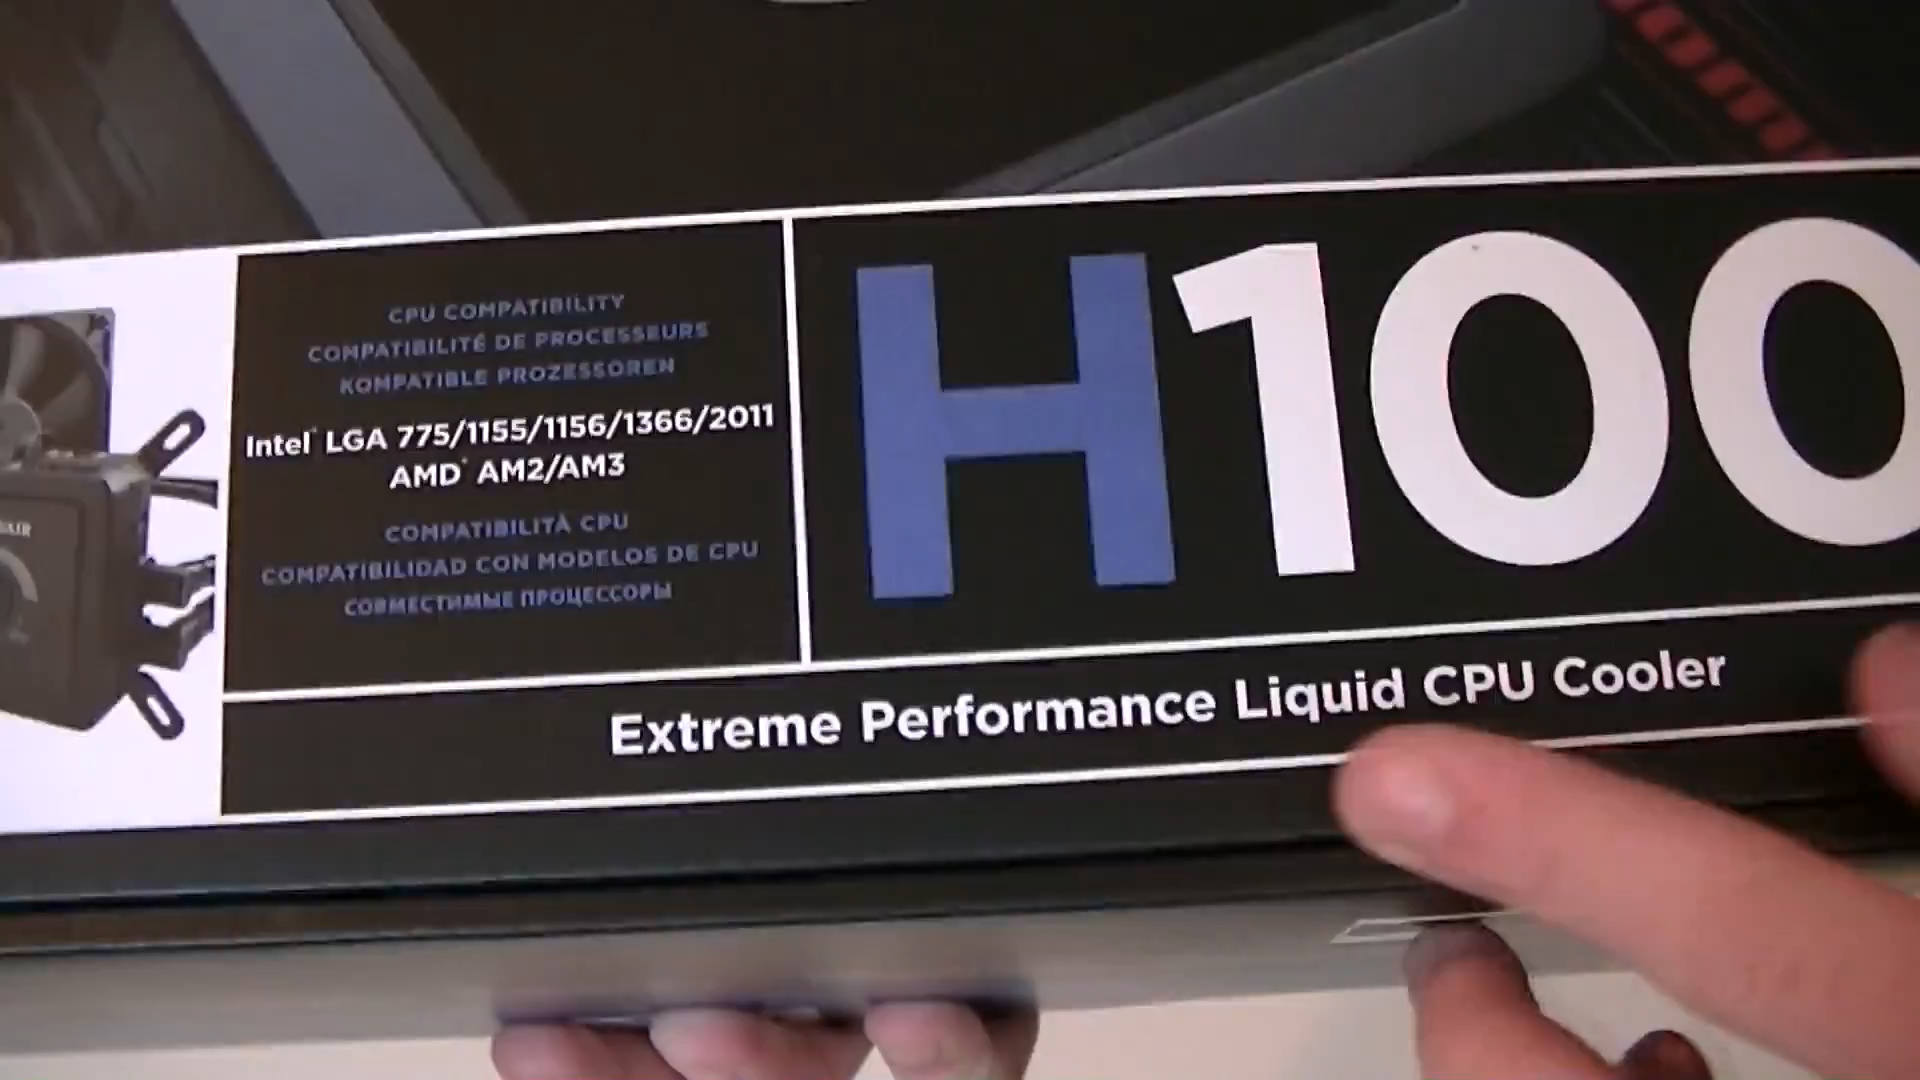 CPU COMPATIBILITY
COMPATIBILITÉ DE PROCESSEURS
KOMPATIBLE PROZESSOREN
Intel® LGA 775/1155/1156/1366/2011
AMD® AM2/AM3
COMPATIBILITÀ CPU
COMPATIBILIDAD CON MODELOS DE CPU
СОВМЕСТИМЫЕ ПРОЦЕССОРЫ
H100
Extreme Performance Liquid CPU Cooler